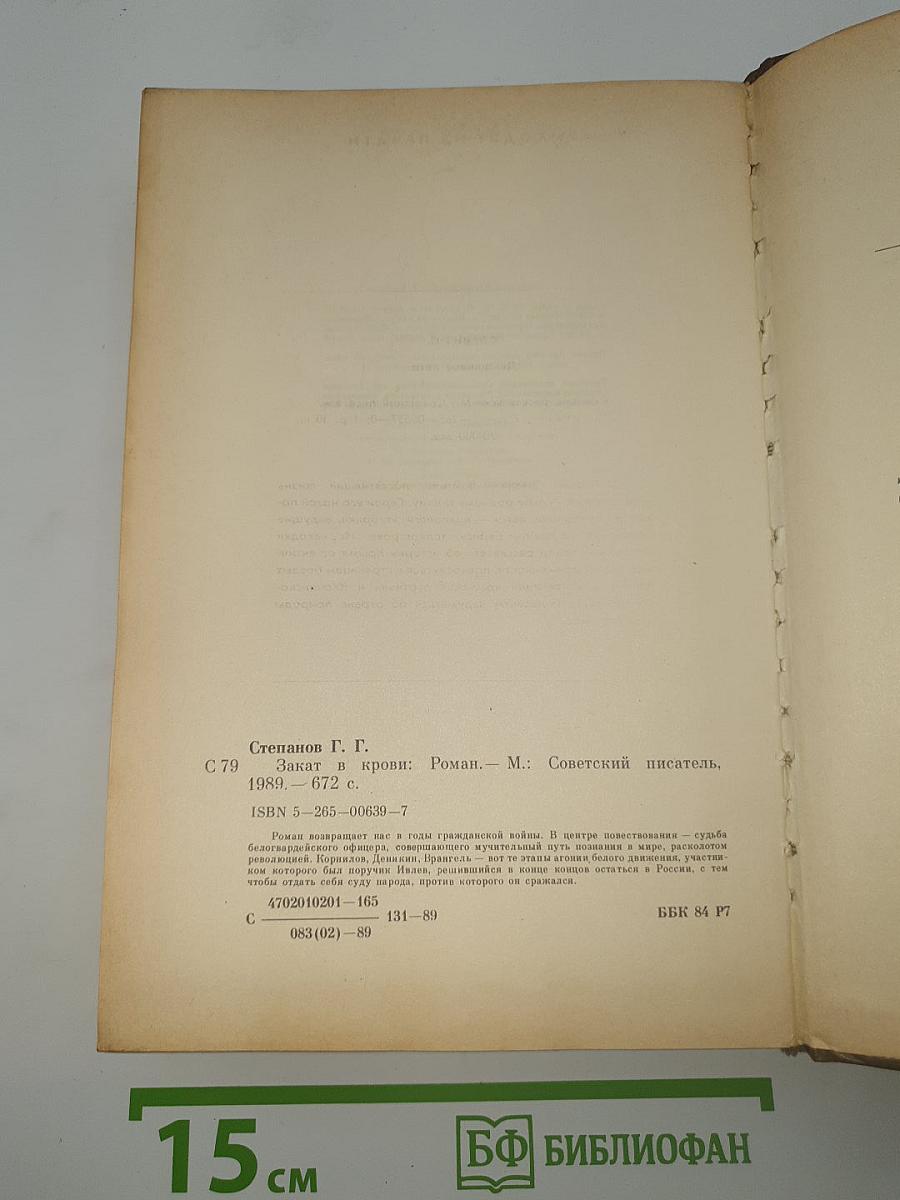 Степанов Г. Г.
С 79 Закат в крови: Роман.— М.: Советский писатель,
1989.— 672 с.
ISBN 5—265—00639—7
Роман возвращает нас в годы гражданской войны. В центре повествования — судьба
белогвардейского офицера, совершающего мучительный путь познания в мире, расколотом
революцией. Корнилов, Деникин, Врангель — вот те этапы агонии белого движения, участни-
ком которого был поручик Ивлев, решившийся в конце концов остаться в России, с тем
чтобы отдать себя суду народа, против которого он сражался.
4702010201—165
С 131—89
083(02)—89
ББК 84 Р7
15 см
БФ БИБЛИОФАН